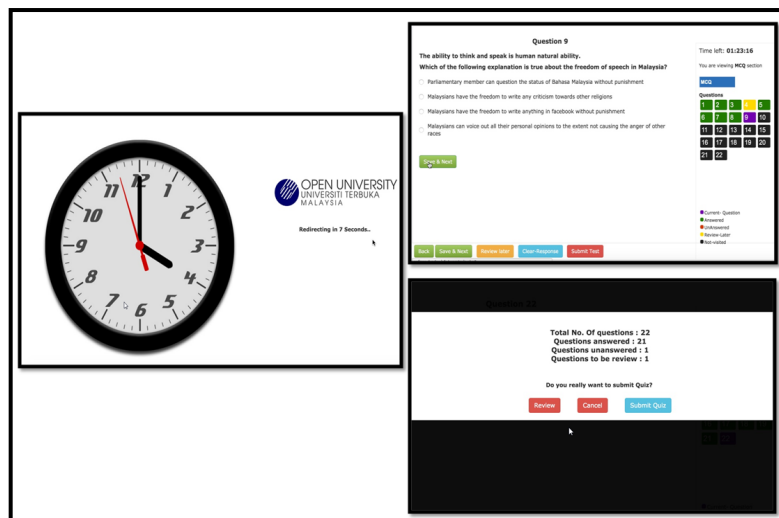 12
1
2
3
4
5
6
7
8
9
10
11
OPEN UNIVERSITY
UNIVERSITI TERBUKA
MALAYSIA
Redirecting in 7 Seconds..
Question 9
The ability to think and speak is human natural ability.
Which of the following explanation is true about the freedom of speech in Malaysia?
Parliamentary member can question the status of Bahasa Malaysia without punishment
Malaysians have the freedom to write any criticism towards other religions
Malaysians have the freedom to write anything in facebook without punishment
Malaysians can voice out all their personal opinions to the extent not causing the anger of other
races
Save & Next
Back Save & Next Review later Clear-Response Submit Test
Time left: 01:23:16
You are viewing MCQ section
MCQ
Questions
1 2 3 4 5
6 7 8 9 10
11 12 13 14 15
16 17 18 19 20
21 22
Current- Question
Answered
UnAnswered
Review-Later
Not-visited
Question 22
Total No. Of questions : 22
Questions answered : 21
Questions unanswered : 1
Questions to be review : 1
Do you really want to submit Quiz?
Review Cancel Submit Quiz